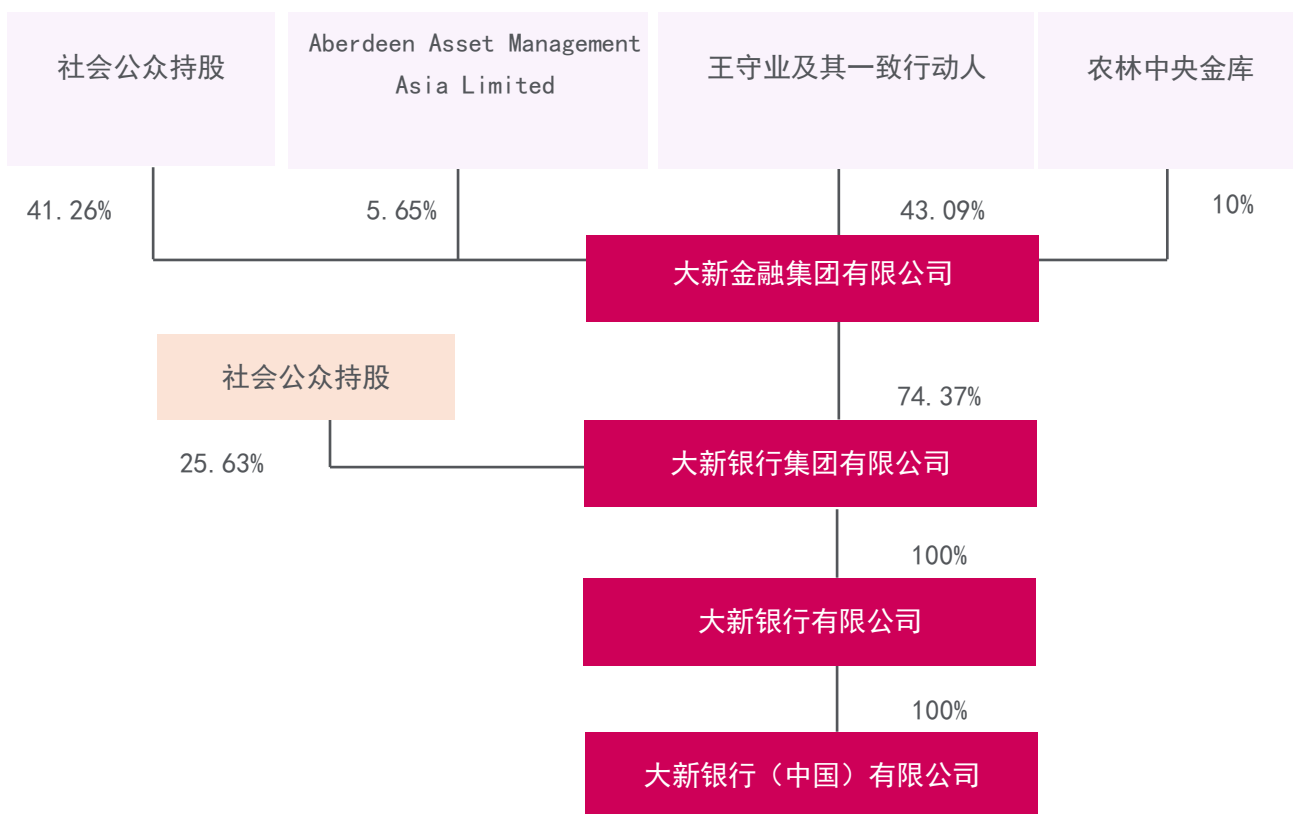 社会公众持股
Aberdeen Asset Management
Asia Limited
王守业及其一致行动人
农林中央金库
41.26%
5.65%
43.09%
10%
大新金融集团有限公司
社会公众持股
74.37%
25.63%
大新银行集团有限公司
100%
大新银行有限公司
100%
大新银行（中国）有限公司